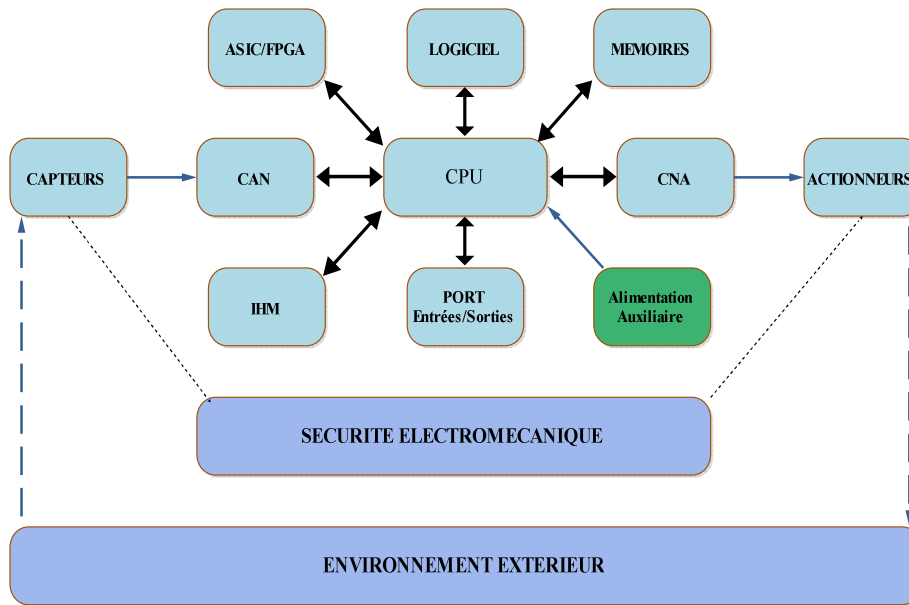 ASIC/FPGA
LOGICIEL
MEMOIRES
CAPTEURS
CAN
CPU
CNA
ACTIONNEURS
IHM
PORT
Entrées/Sorties
Alimentation
Auxiliaire
SECURITE ELECTROMECANIQUE
ENVIRONNEMENT EXTERIEUR